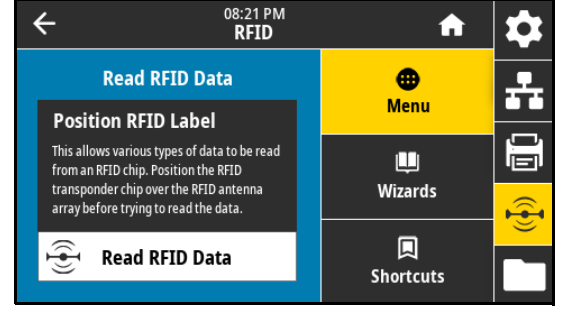 08:21 PM
RFID
Read RFID Data
Position RFID Label
This allows various types of data to be read
from an RFID chip. Position the RFID
transponder chip over the RFID antenna
array before trying to read the data.
Read RFID Data
Menu
Wizards
Shortcuts